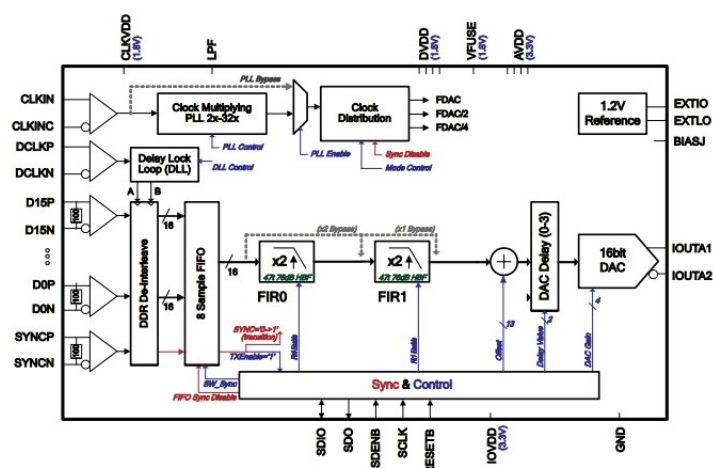 CLKVDD
(1.8V)
LPF
DVDD
(1.8V)
VFUSE
(1.8V)
AVDD
(3.3V)
CLKIN
CLKINC
PLL Bypass
Clock Multiplying
PLL 2x-32x
Clock
Distribution
FDAC
FDAC/2
FDAC/4
1.2V
Reference
EXTIO
EXTLO
BIASJ
PLL Control
PLL Enable
Sync Disable
Mode Control
DCLKP
DCLKN
Delay Lock
Loop (DLL)
DLL Control
A
B
D15P
100
D15N
16
D0P
100
D0N
16
SYNCP
100
SYNCN
DDR De-interleave
8 Sample FIFO
16
(x2 Bypass)
(x1 Bypass)
x2
47t 76dB HBF
FIR0
x2
47t 76dB HBF
FIR1
DAC Delay (0-3)
16bit
DAC
IOUTA1
IOUTA2
SYNC='0->1'
(transition)
TXEnable='1'
SW_Sync
FIFO Sync Disable
Offset
13
Delay Value
2
DAC Gain
4
Sync & Control
SDIO
SDO
SDENB
SCLK
RESETB
IOVDD
(3.3V)
GND